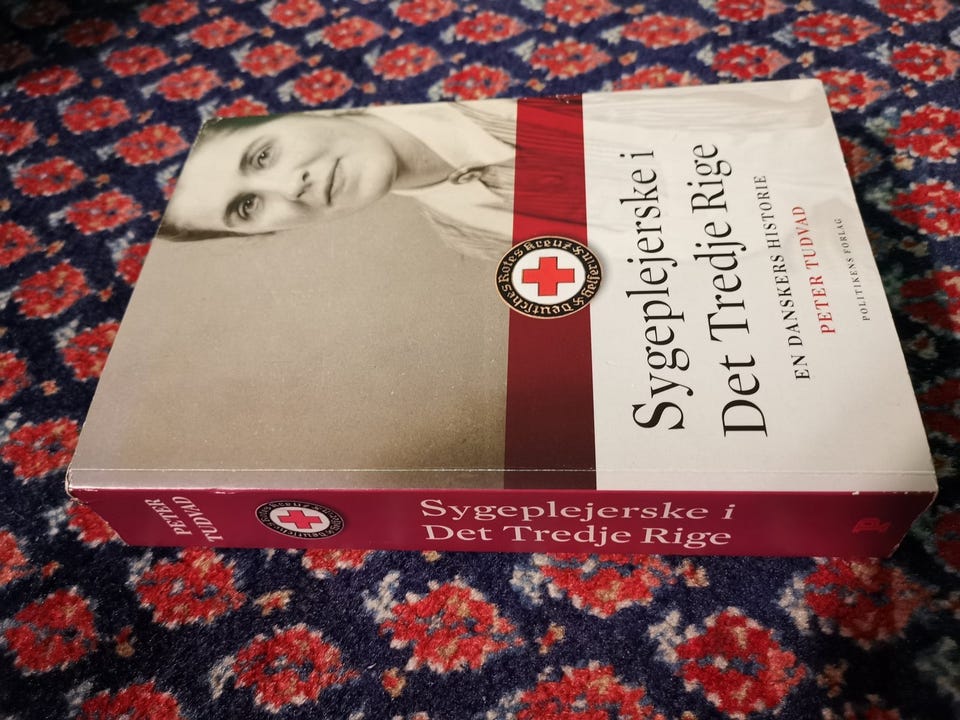 Sygeplejerske i
Det Tredje Rige
EN DANSKERS HISTORIE
PETER TUDVAD
POLITIKENS FORLAG
Deutsches Rotes Kreuz
PETER
TUDVAD
Sygeplejerske i
Det Tredje Rige